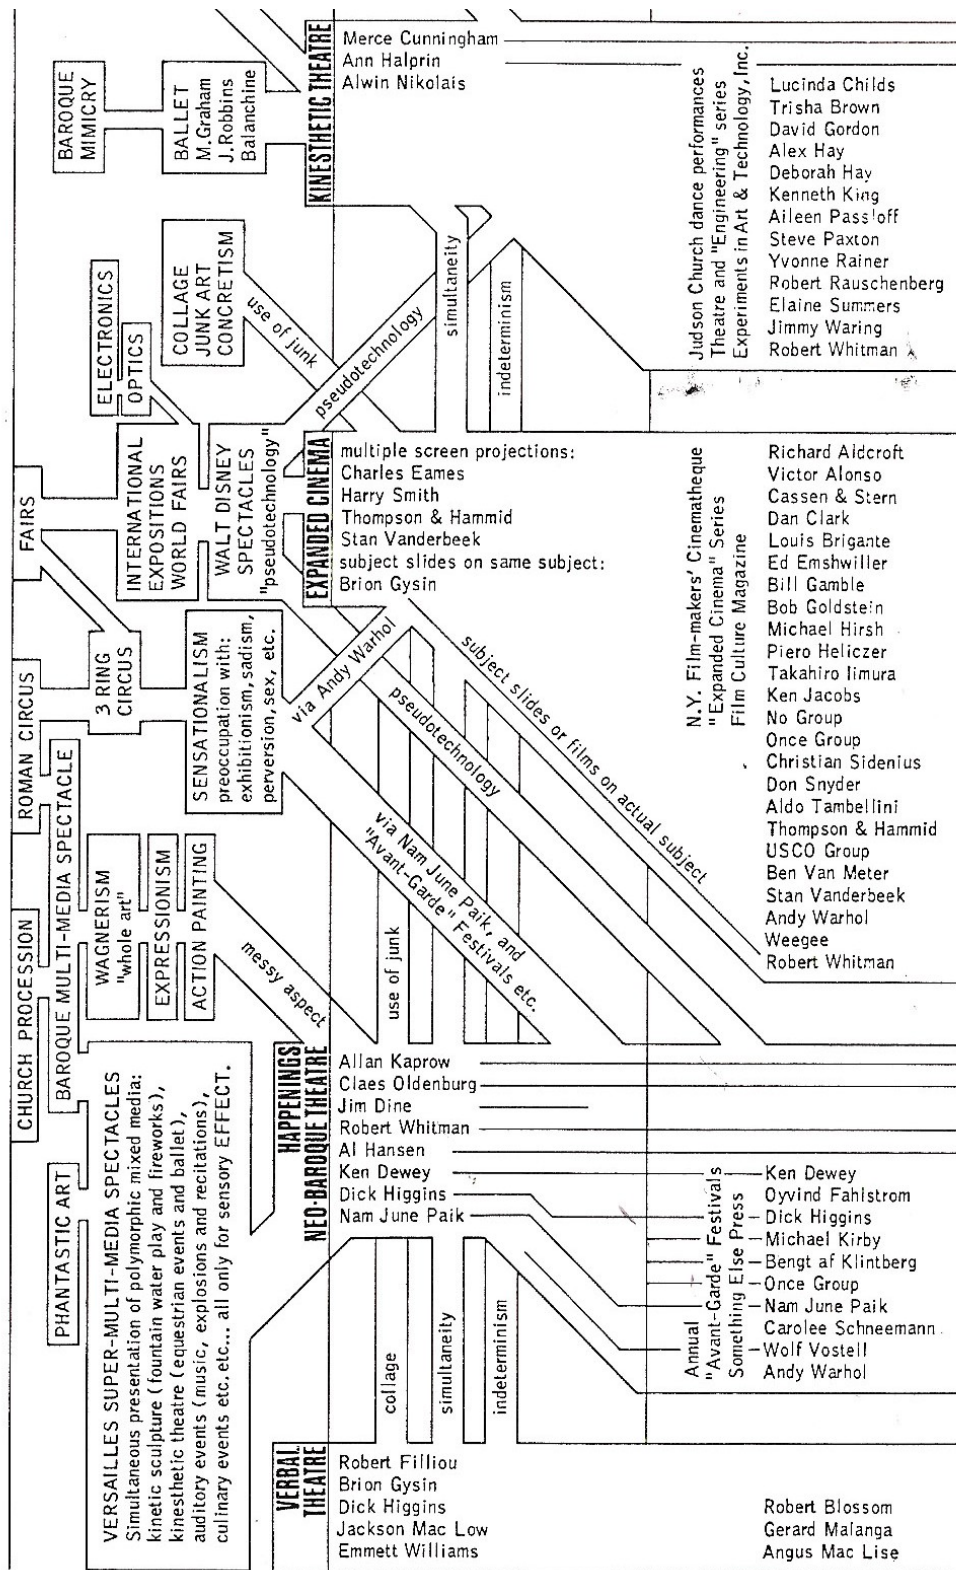 BAROQUE
MIMICRY
BALLET
M.Graham
J.Robbins
Balanchine
KINESTHETIC THEATRE
Merce Cunningham
Ann Halprin
Alwin Nikolais
Judson Church dance performances
Theatre and "Engineering" series
Experiments in Art & Technology, Inc.
Lucinda Childs
Trisha Brown
David Gordon
Alex Hay
Deborah Hay
Kenneth King
Aileen Passloff
Steve Paxton
Yvonne Rainer
Robert Rauschenberg
Elaine Summers
Jimmy Waring
Robert Whitman
ELECTRONICS
OPTICS
COLLAGE
JUNK ART
CONCRETISM
use of junk
pseudotechnology
simultaneity
indeterminism
FAIRS
INTERNATIONAL
EXPOSITIONS
WORLD FAIRS
WALT DISNEY
SPECTACLES
"pseudotechnology"
EXPANDED CINEMA
multiple screen projections:
Charles Eames
Harry Smith
Thompson & Hammid
Stan Vanderbeek
subject slides on same subject:
Brion Gysin
N.Y. Film-makers' Cinematheque
"Expanded Cinema" Series
Film Culture Magazine
Richard Aldcroft
Victor Alonso
Cassen & Stern
Dan Clark
Louis Brigante
Ed Emshwiller
Bill Gamble
Bob Goldstein
Michael Hirsh
Piero Heliczer
Takahiro Iimura
Ken Jacobs
No Group
Once Group
Christian Sidenius
Don Snyder
Aldo Tambellini
Thompson & Hammid
USCO Group
Ben Van Meter
Stan Vanderbeek
Andy Warhol
Weegee
Robert Whitman
ROMAN CIRCUS
3 RING
CIRCUS
SENSATIONALISM
preoccupation with:
exhibitionism, sadism,
perversion, sex, etc.
via Andy Warhol
subject slides or films on actual subject
pseudotechnology
via Nam June Paik, and
"Avant-Garde" Festivals etc.
use of junk
CHURCH PROCESSION
BAROQUE MULTI-MEDIA SPECTACLE
WAGNERISM
"whole art"
EXPRESSIONISM
ACTION PAINTING
messy aspect
PHANTASTIC ART
VERSAILLES SUPER-MULTI-MEDIA SPECTACLES
Simultaneous presentation of polymorphic mixed media:
kinetic sculpture (fountain water play and fireworks),
kinesthetic theatre (equestrian events and ballet),
auditory events (music, explosions and recitations),
culinary events etc. etc... all only for sensory EFFECT.
HAPPENINGS
NEO-BAROQUE THEATRE
Allan Kaprow
Claes Oldenburg
Jim Dine
Robert Whitman
Al Hansen
Ken Dewey
Dick Higgins
Nam June Paik
Annual
"Avant-Garde" Festivals
Something Else Press
Ken Dewey
Oyvind Fahlstrom
Dick Higgins
Michael Kirby
Bengt af Klintberg
Once Group
Nam June Paik
Carolee Schneemann
Wolf Vostell
Andy Warhol
collage
simultaneity
indeterminism
VERBAL
THEATRE
Robert Filliou
Brion Gysin
Dick Higgins
Jackson Mac Low
Emmett Williams
Robert Blossom
Gerard Malanga
Angus Mac Lise